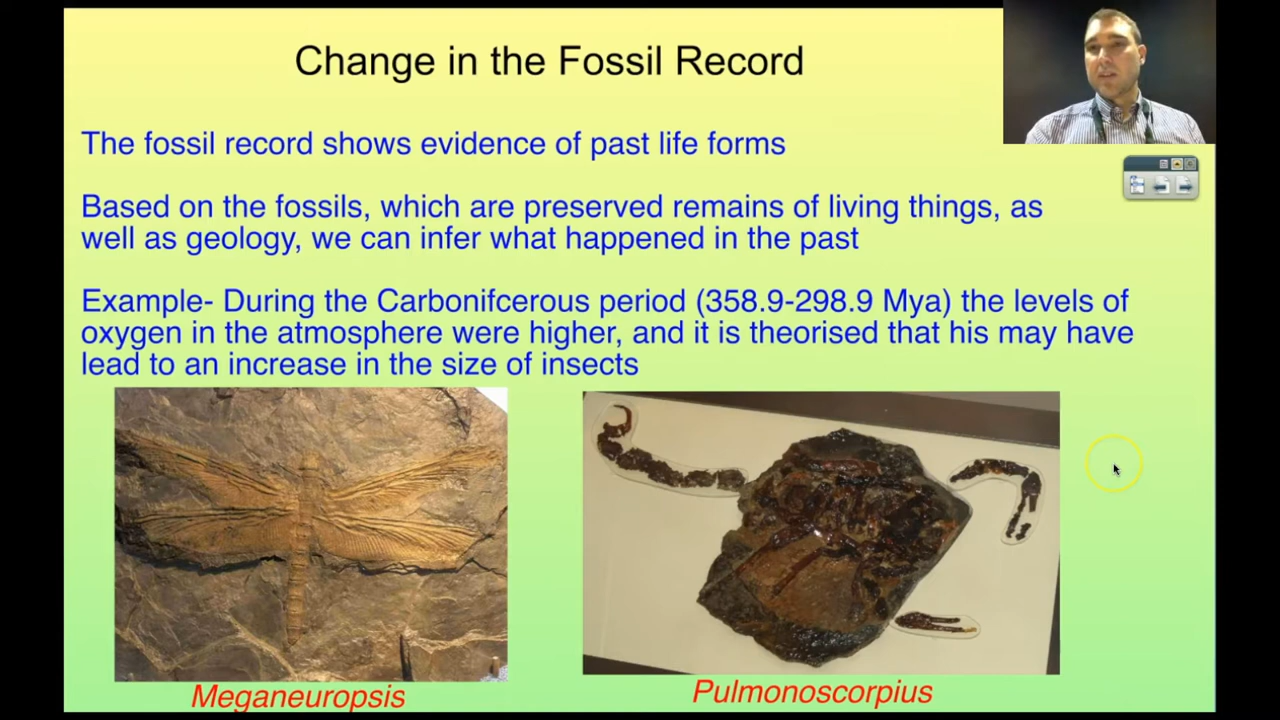 Change in the Fossil Record
The fossil record shows evidence of past life forms
Based on the fossils, which are preserved remains of living things, as
well as geology, we can infer what happened in the past
Example- During the Carbonifcerous period (358.9-298.9 Mya) the levels of
oxygen in the atmosphere were higher, and it is theorised that his may have
lead to an increase in the size of insects
Meganeuropsis
Pulmonoscorpius